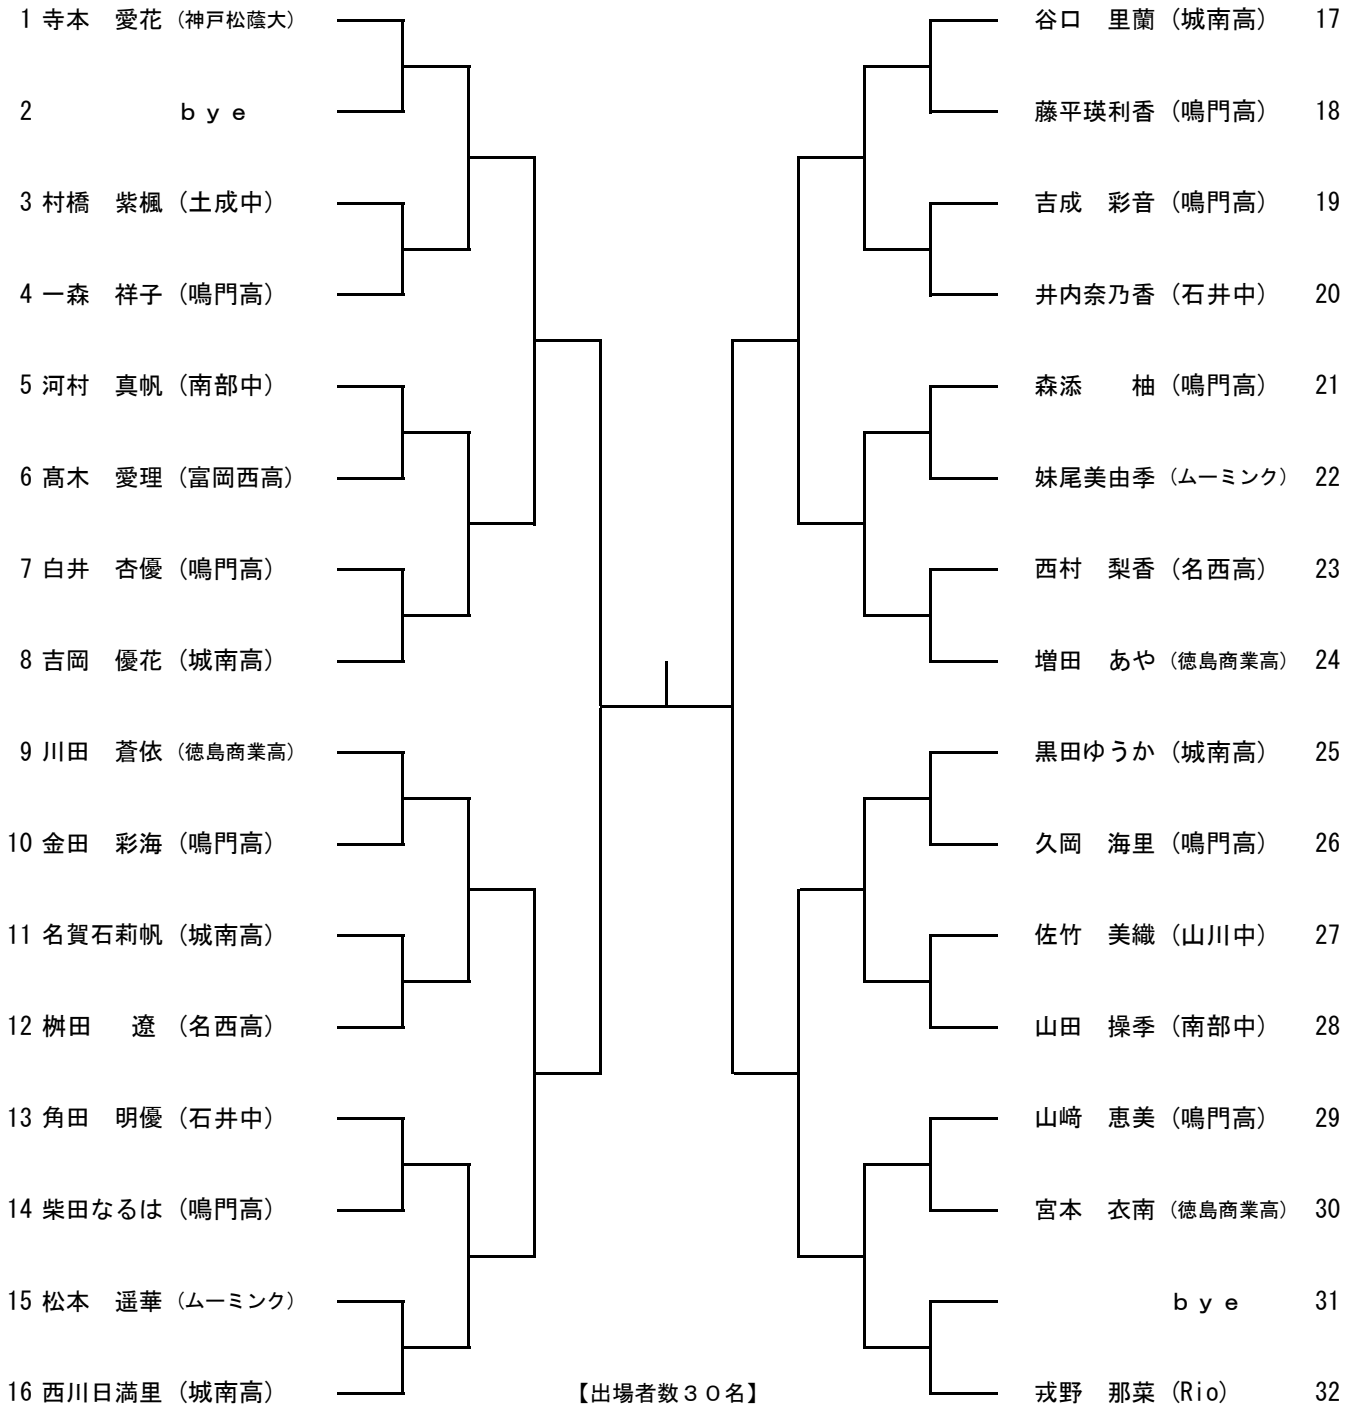 1 寺本　愛花（神戸松蔭大）
2 ｂｙｅ
3 村橋　紫楓（土成中）
4 一森　祥子（鳴門高）
5 河村　真帆（南部中）
6 髙木　愛理（富岡西高）
7 白井　杏優（鳴門高）
8 吉岡　優花（城南高）
9 川田　蒼依（徳島商業高）
10 金田　彩海（鳴門高）
11 名賀石莉帆（城南高）
12 桝田　遼（名西高）
13 角田　明優（石井中）
14 柴田なるは（鳴門高）
15 松本　遥華（ムーミンク）
16 西川日満里（城南高）
谷口　里蘭（城南高） 17
藤平瑛利香（鳴門高） 18
吉成　彩音（鳴門高） 19
井内奈乃香（石井中） 20
森添　　柚（鳴門高） 21
妹尾美由季（ムーミンク） 22
西村　梨香（名西高） 23
増田　あや（徳島商業高） 24
黒田ゆうか（城南高） 25
久岡　海里（鳴門高） 26
佐竹　美織（山川中） 27
山田　操季（南部中） 28
山﨑　恵美（鳴門高） 29
宮本　衣南（徳島商業高） 30
ｂｙｅ 31
戎野　那菜（Rio） 32
【出場者数３０名】